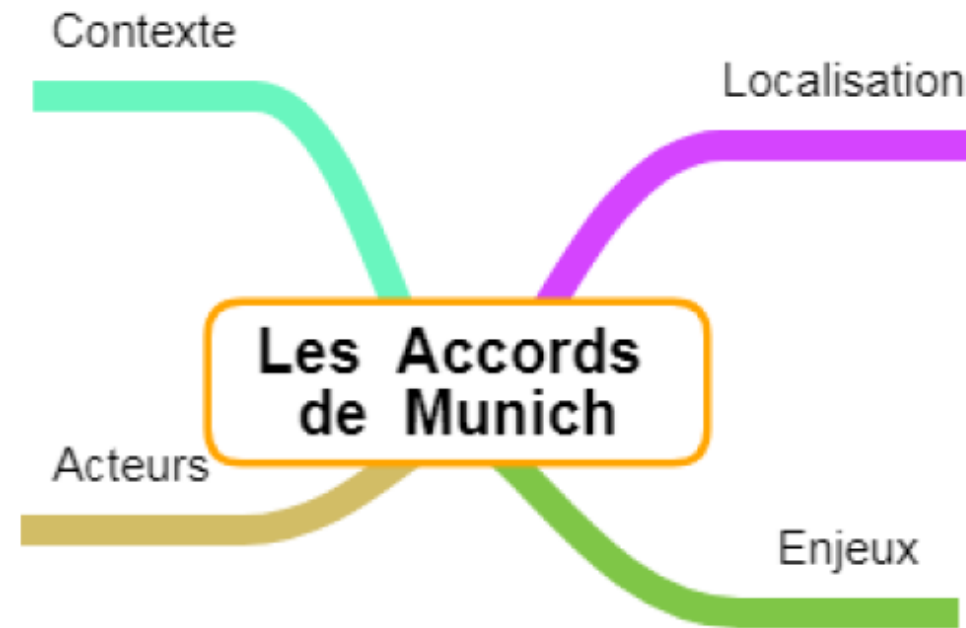 Contexte
Localisation
Les Accords
de Munich
Acteurs
Enjeux